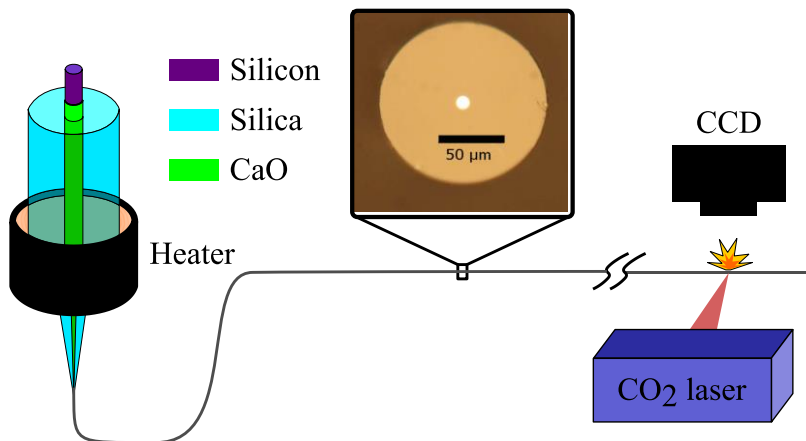 Silicon
Silica
CaO
Heater
50 µm
CCD
CO2 laser